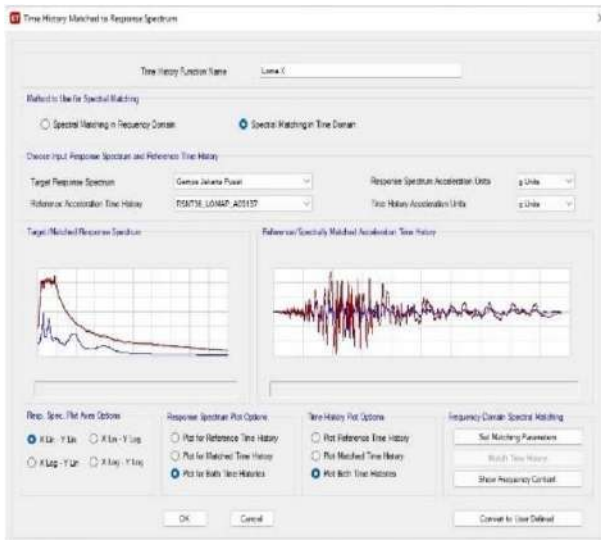 Time History Matched to Response Spectrum
Time History Function Name
Loma X
Method to Use for Spectral Matching
Spectral Matching in Frequency Domain Spectral Matching in Time Domain
Choose Input Response Spectrum and Reference Time History
Target Response Spectrum Gempa Jakarta Pusat Response Spectrum Acceleration Units g Units
Reference Acceleration Time History Time History Acceleration Units g Units
Target/Matched Response Spectrum Reference/Spectrally Matched Acceleration Time History
Resp. Spec. Plot Axes Options Response Spectrum Plot Options Time History Plot Options Frequency Domain Spectral Matching
X Lin - Y Lin X Lin - Y Log Plot for Reference Time History Plot Reference Time History Set Matching Parameters
X Log - Y Lin X Log - Y Log Plot for Matched Time History Plot Matched Time History Match Time History
Plot for Both Time Histories Plot Both Time Histories Show Frequency Content
OK Cancel Convert to User Defined